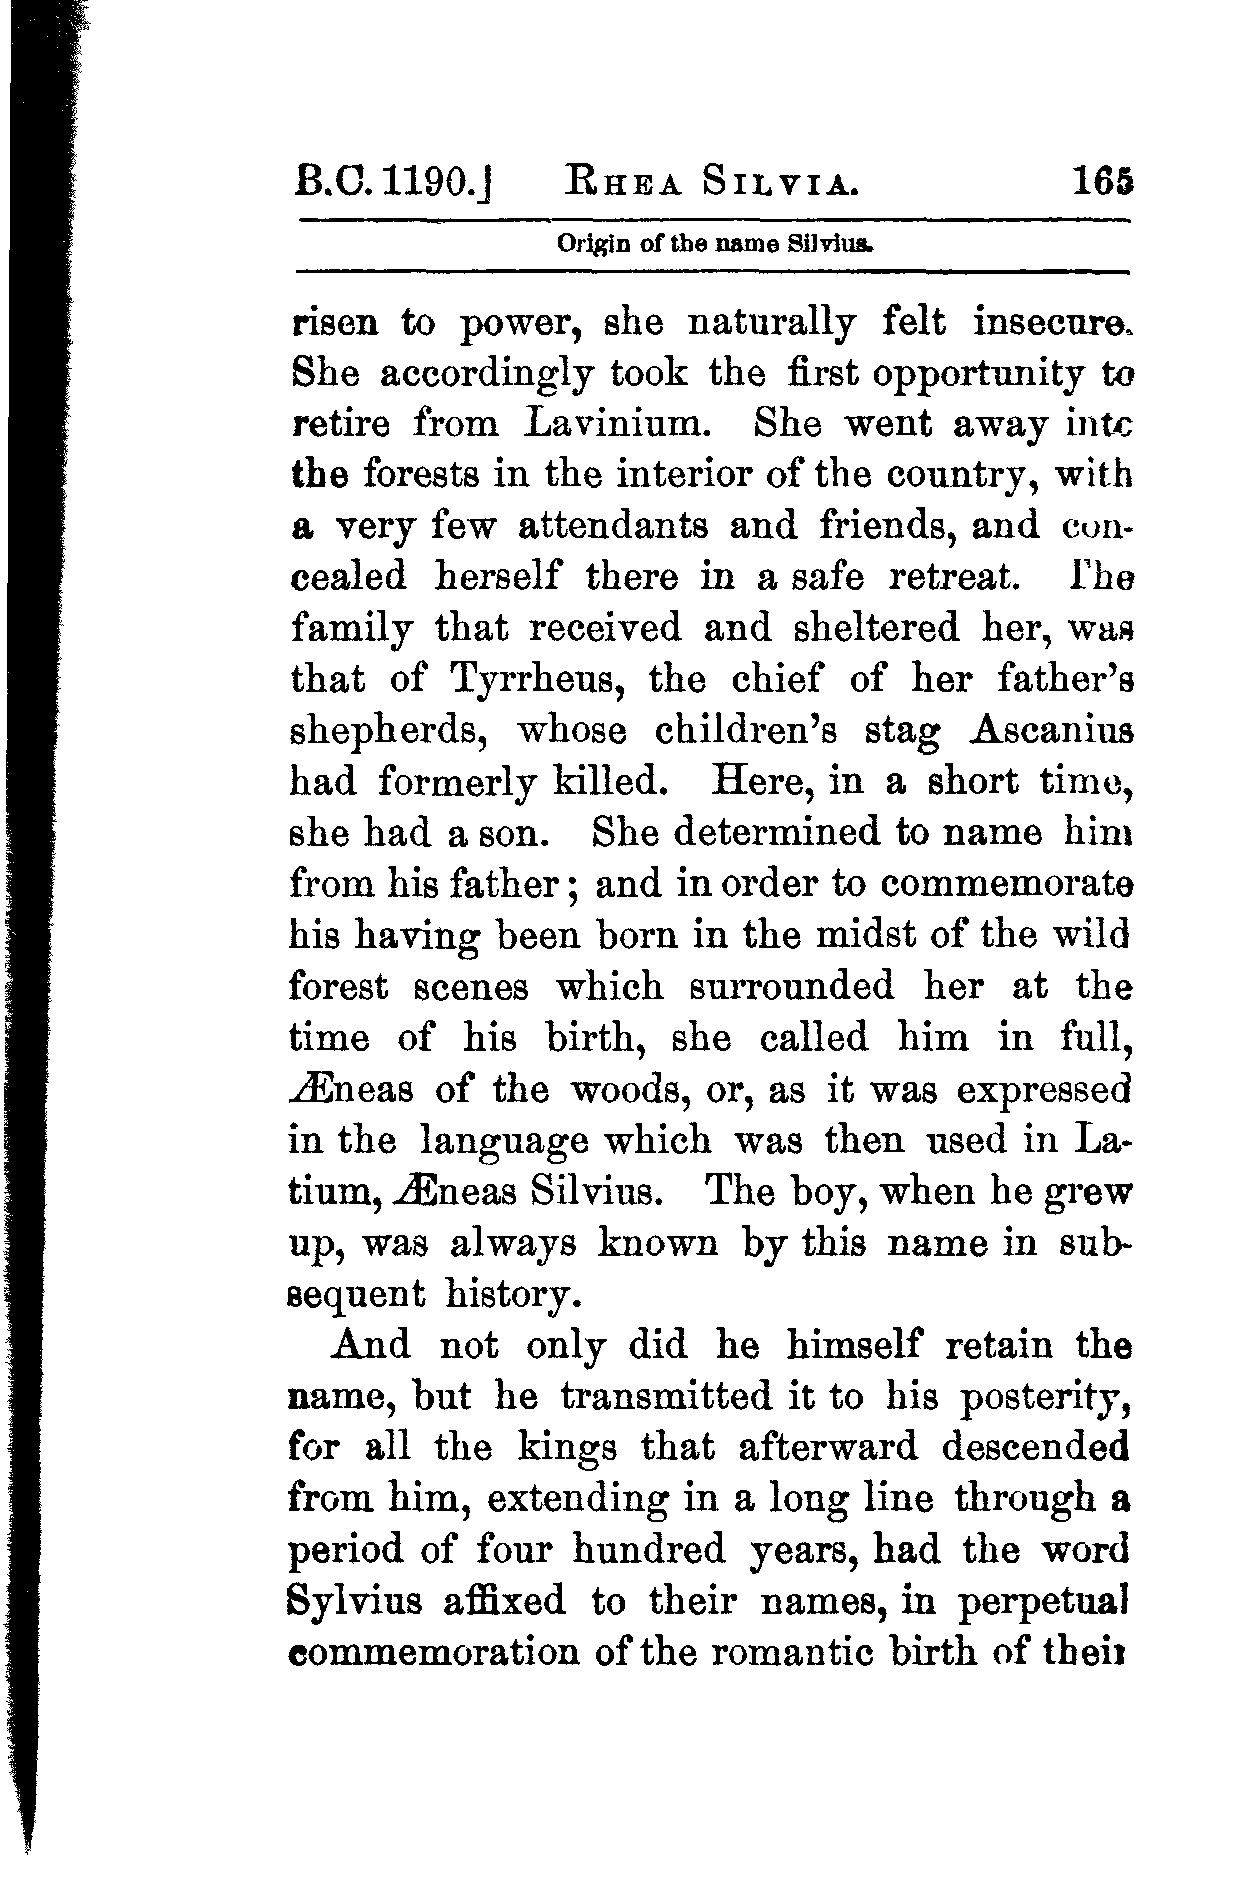 B.C. 1190.] RHEA SILVIA. 165
Origin of the name Silvius.
risen to power, she naturally felt insecure.
She accordingly took the first opportunity to
retire from Lavinium. She went away into
the forests in the interior of the country, with
a very few attendants and friends, and con-
cealed herself there in a safe retreat. The
family that received and sheltered her, was
that of Tyrrheus, the chief of her father's
shepherds, whose children's stag Ascanius
had formerly killed. Here, in a short time,
she had a son. She determined to name him
from his father; and in order to commemorate
his having been born in the midst of the wild
forest scenes which surrounded her at the
time of his birth, she called him in full,
Æneas of the woods, or, as it was expressed
in the language which was then used in La-
tium, Æneas Silvius. The boy, when he grew
up, was always known by this name in sub-
sequent history.
And not only did he himself retain the
name, but he transmitted it to his posterity,
for all the kings that afterward descended
from him, extending in a long line through a
period of four hundred years, had the word
Sylvius affixed to their names, in perpetual
commemoration of the romantic birth of their